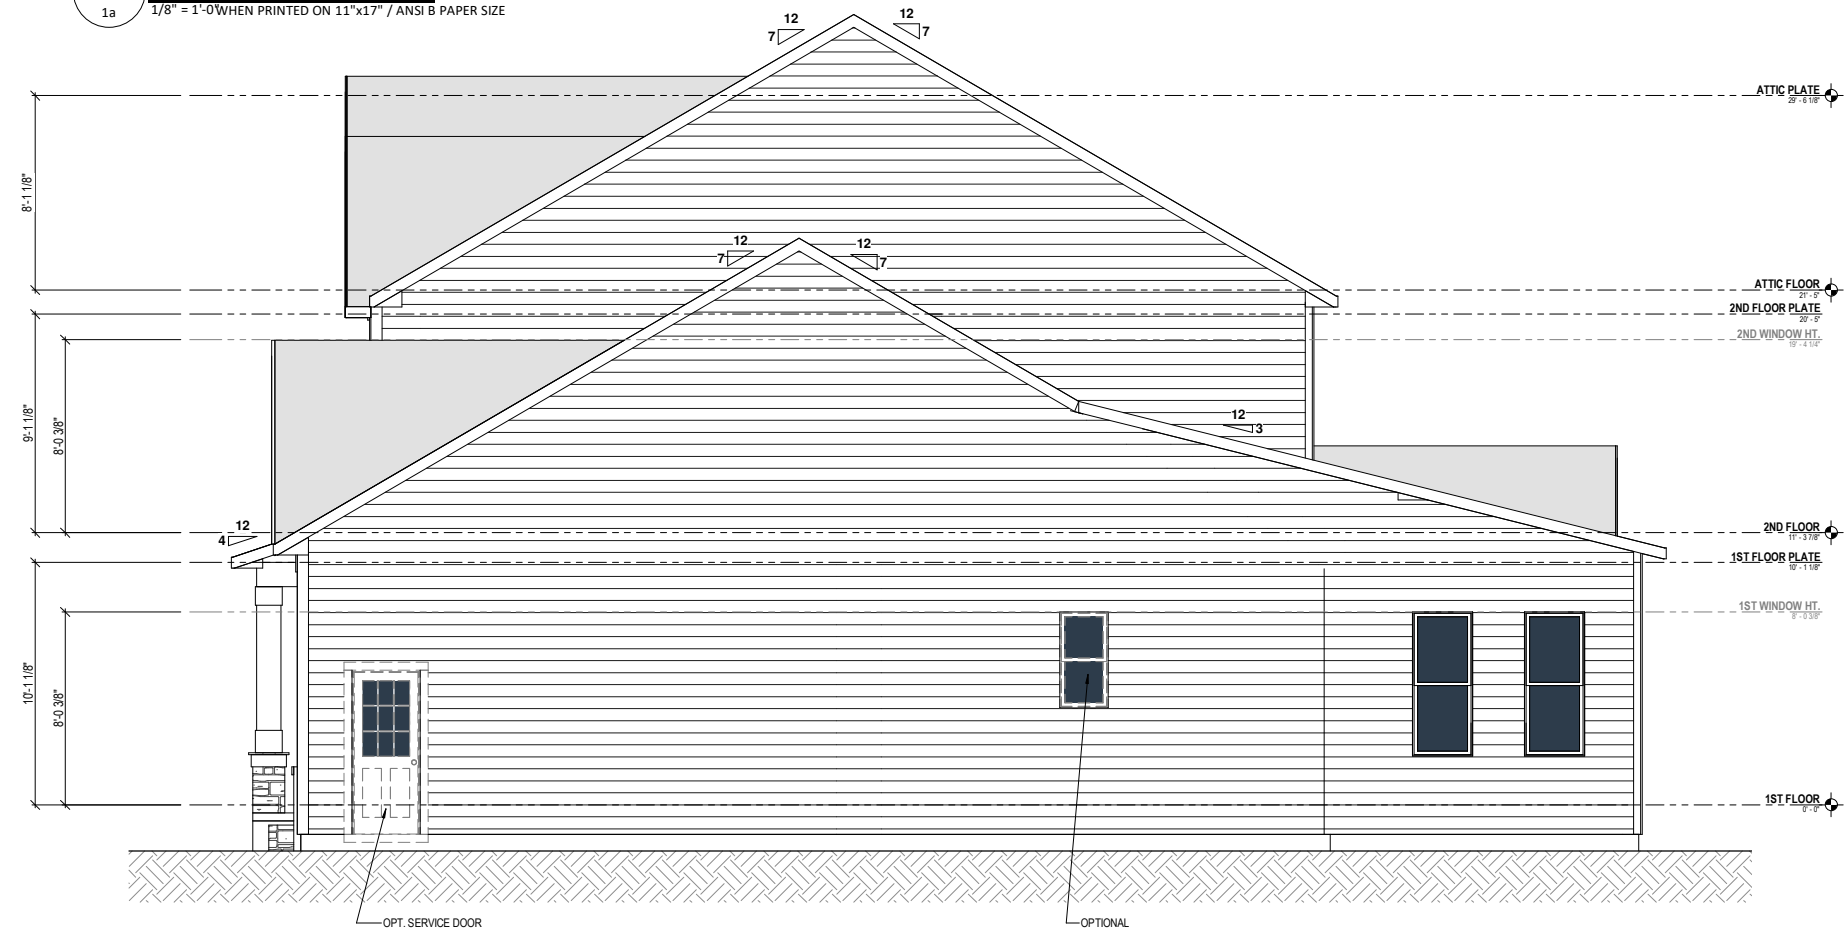 1a
1/8" = 1'-0" WHEN PRINTED ON 11"x17" / ANSI B PAPER SIZE
12
7
12
7
ATTIC PLATE
29' - 6 1/8"
8'-1 1/8"
12
7
12
7
ATTIC FLOOR
21' - 5"
2ND FLOOR PLATE
20' - 5"
2ND WINDOW HT.
19' - 4 1/4"
9'-1 1/8"
8'-0 3/8"
12
3
12
4
2ND FLOOR
11' - 3 7/8"
1ST FLOOR PLATE
10' - 1 1/8"
1ST WINDOW HT.
8' - 0 3/8"
10'-1 1/8"
8'-0 3/8"
1ST FLOOR
0' - 0"
OPT. SERVICE DOOR
OPTIONAL